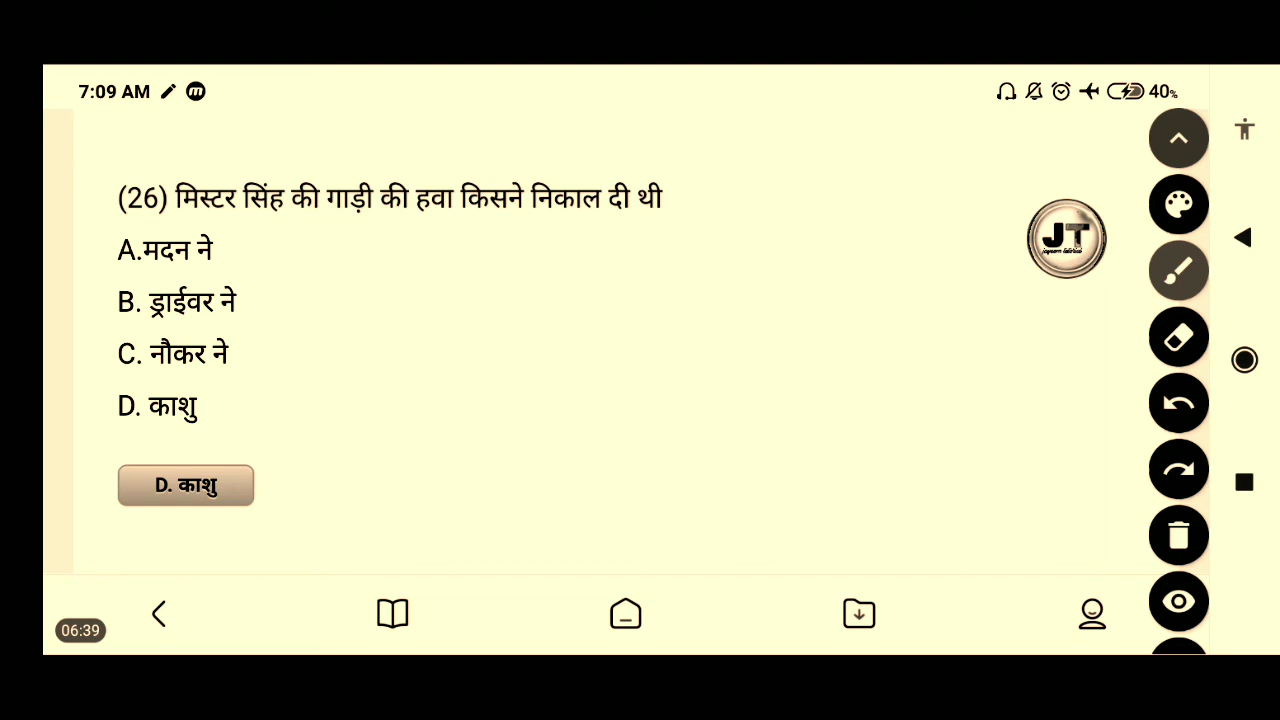 7:09 AM
40%
(26) मिस्टर सिंह की गाड़ी की हवा किसने निकाल दी थी
A.मदन ने
B. ड्राईवर ने
C. नौकर ने
D. काशु
D. काशु
JT
06:39